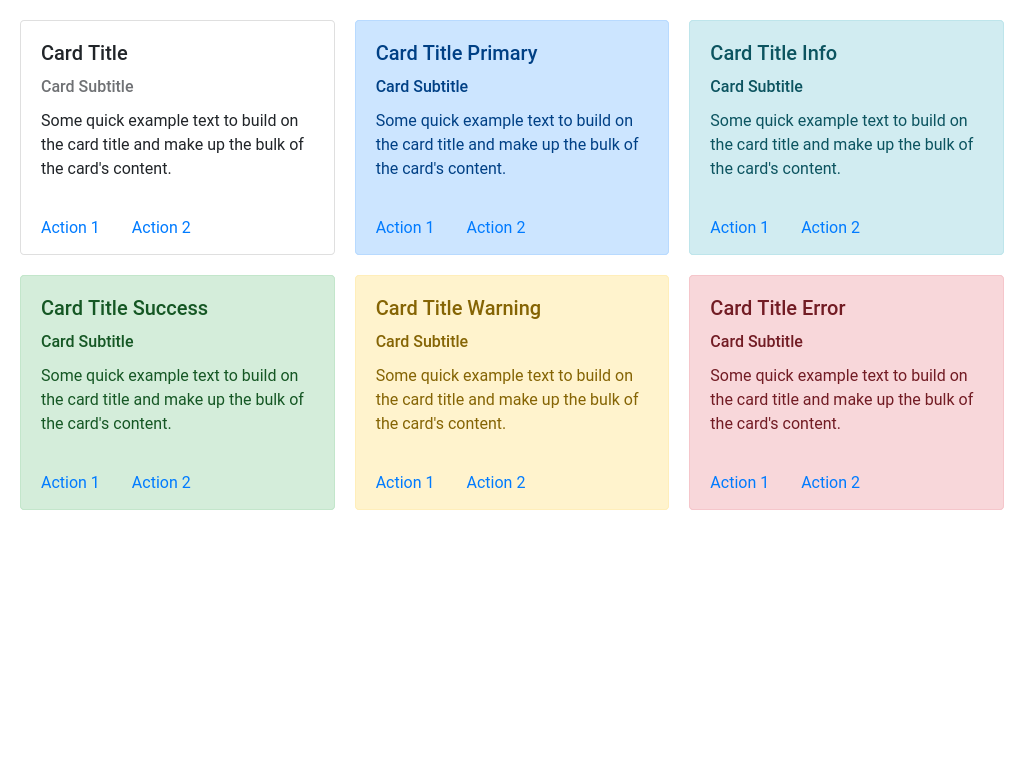 Card Title
Card Subtitle
Some quick example text to build on
the card title and make up the bulk of
the card's content.
Action 1 Action 2
Card Title Primary
Card Subtitle
Some quick example text to build on
the card title and make up the bulk of
the card's content.
Action 1 Action 2
Card Title Info
Card Subtitle
Some quick example text to build on
the card title and make up the bulk of
the card's content.
Action 1 Action 2
Card Title Success
Card Subtitle
Some quick example text to build on
the card title and make up the bulk of
the card's content.
Action 1 Action 2
Card Title Warning
Card Subtitle
Some quick example text to build on
the card title and make up the bulk of
the card's content.
Action 1 Action 2
Card Title Error
Card Subtitle
Some quick example text to build on
the card title and make up the bulk of
the card's content.
Action 1 Action 2